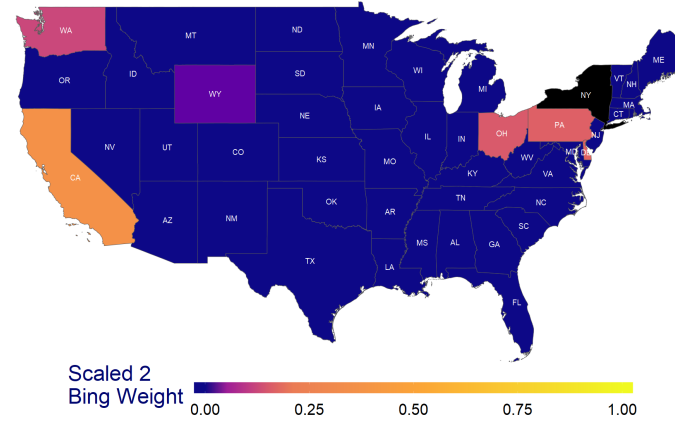 WA
MT
ND
MN
ME
OR
ID
SD
WI
MI
VT
NH
WY
NY
MA
CT
IA
NE
PA
NJ
NV
UT
CO
IL
IN
OH
MD
DE
CA
KS
MO
WV
VA
KY
AZ
NM
OK
AR
TN
NC
SC
TX
LA
MS
AL
GA
FL
Scaled 2
Bing Weight
0.00 0.25 0.50 0.75 1.00